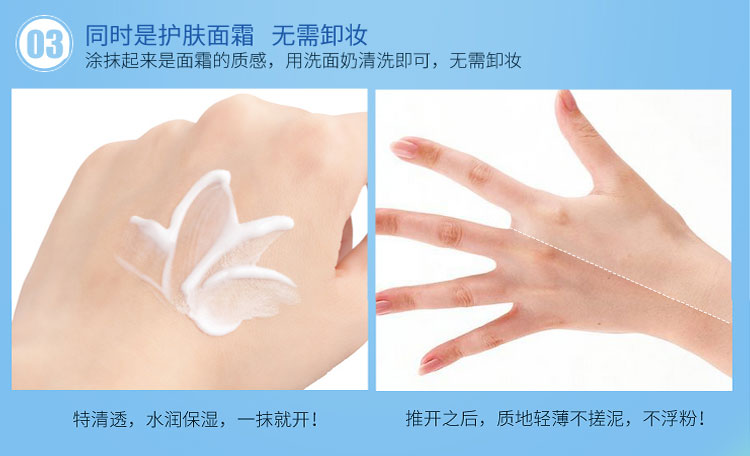 03
同时是护肤面霜 无需卸妆
涂抹起来是面霜的质感，用洗面奶清洗即可，无需卸妆
特清透，水润保湿，一抹就开！
推开之后，质地轻薄不搓泥，不浮粉！